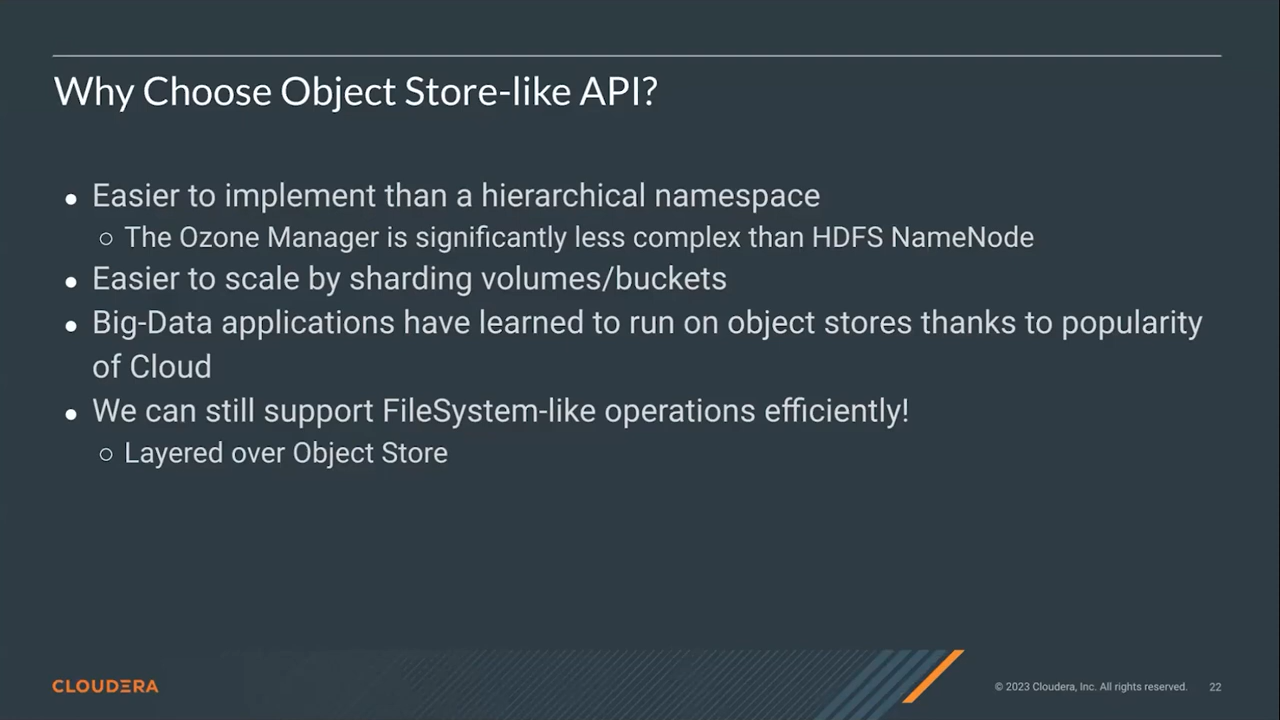 Why Choose Object Store-like API?
● Easier to implement than a hierarchical namespace
○ The Ozone Manager is significantly less complex than HDFS NameNode
● Easier to scale by sharding volumes/buckets
● Big-Data applications have learned to run on object stores thanks to popularity
of Cloud
● We can still support FileSystem-like operations efficiently!
○ Layered over Object Store
CLOUDERA
© 2023 Cloudera, Inc. All rights reserved. 22